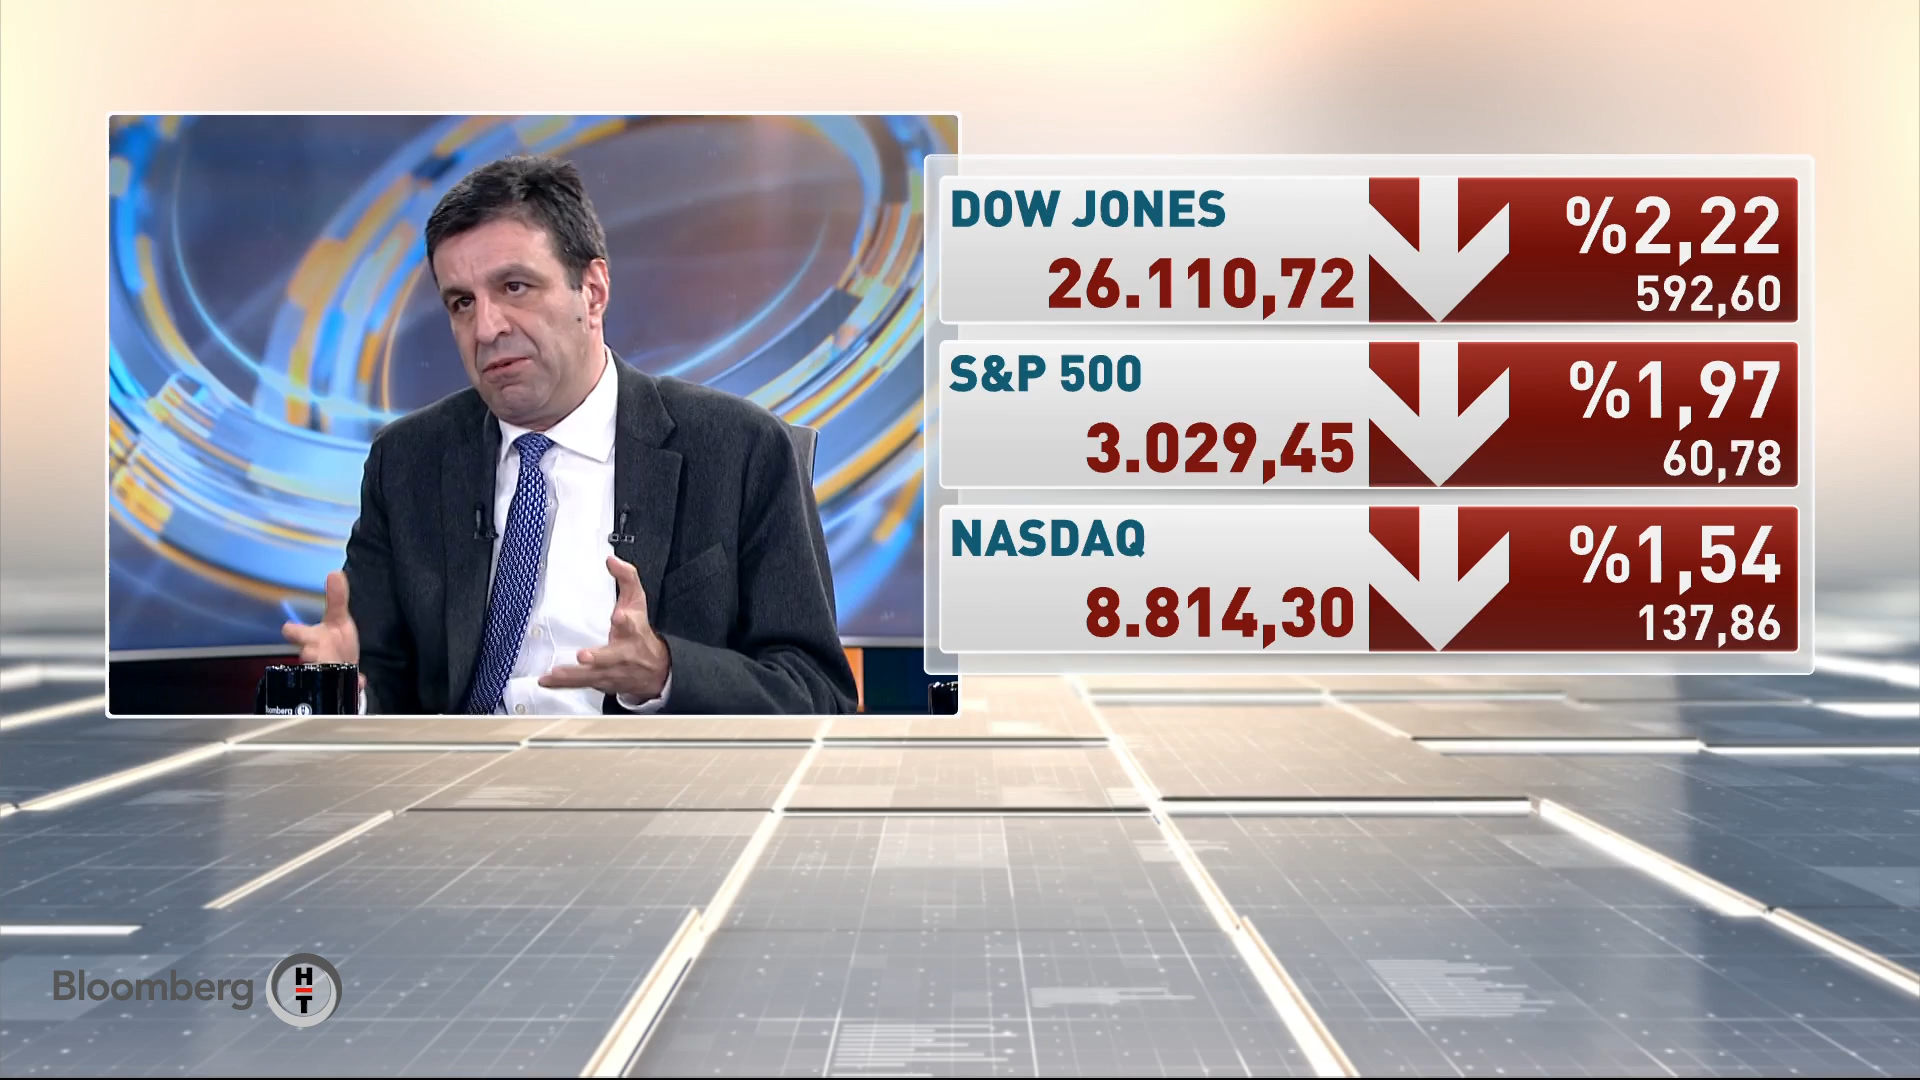 DOW JONES
26.110,72
%2,22
592,60
S&P 500
3.029,45
%1,97
60,78
NASDAQ
8.814,30
%1,54
137,86
Bloomberg HT